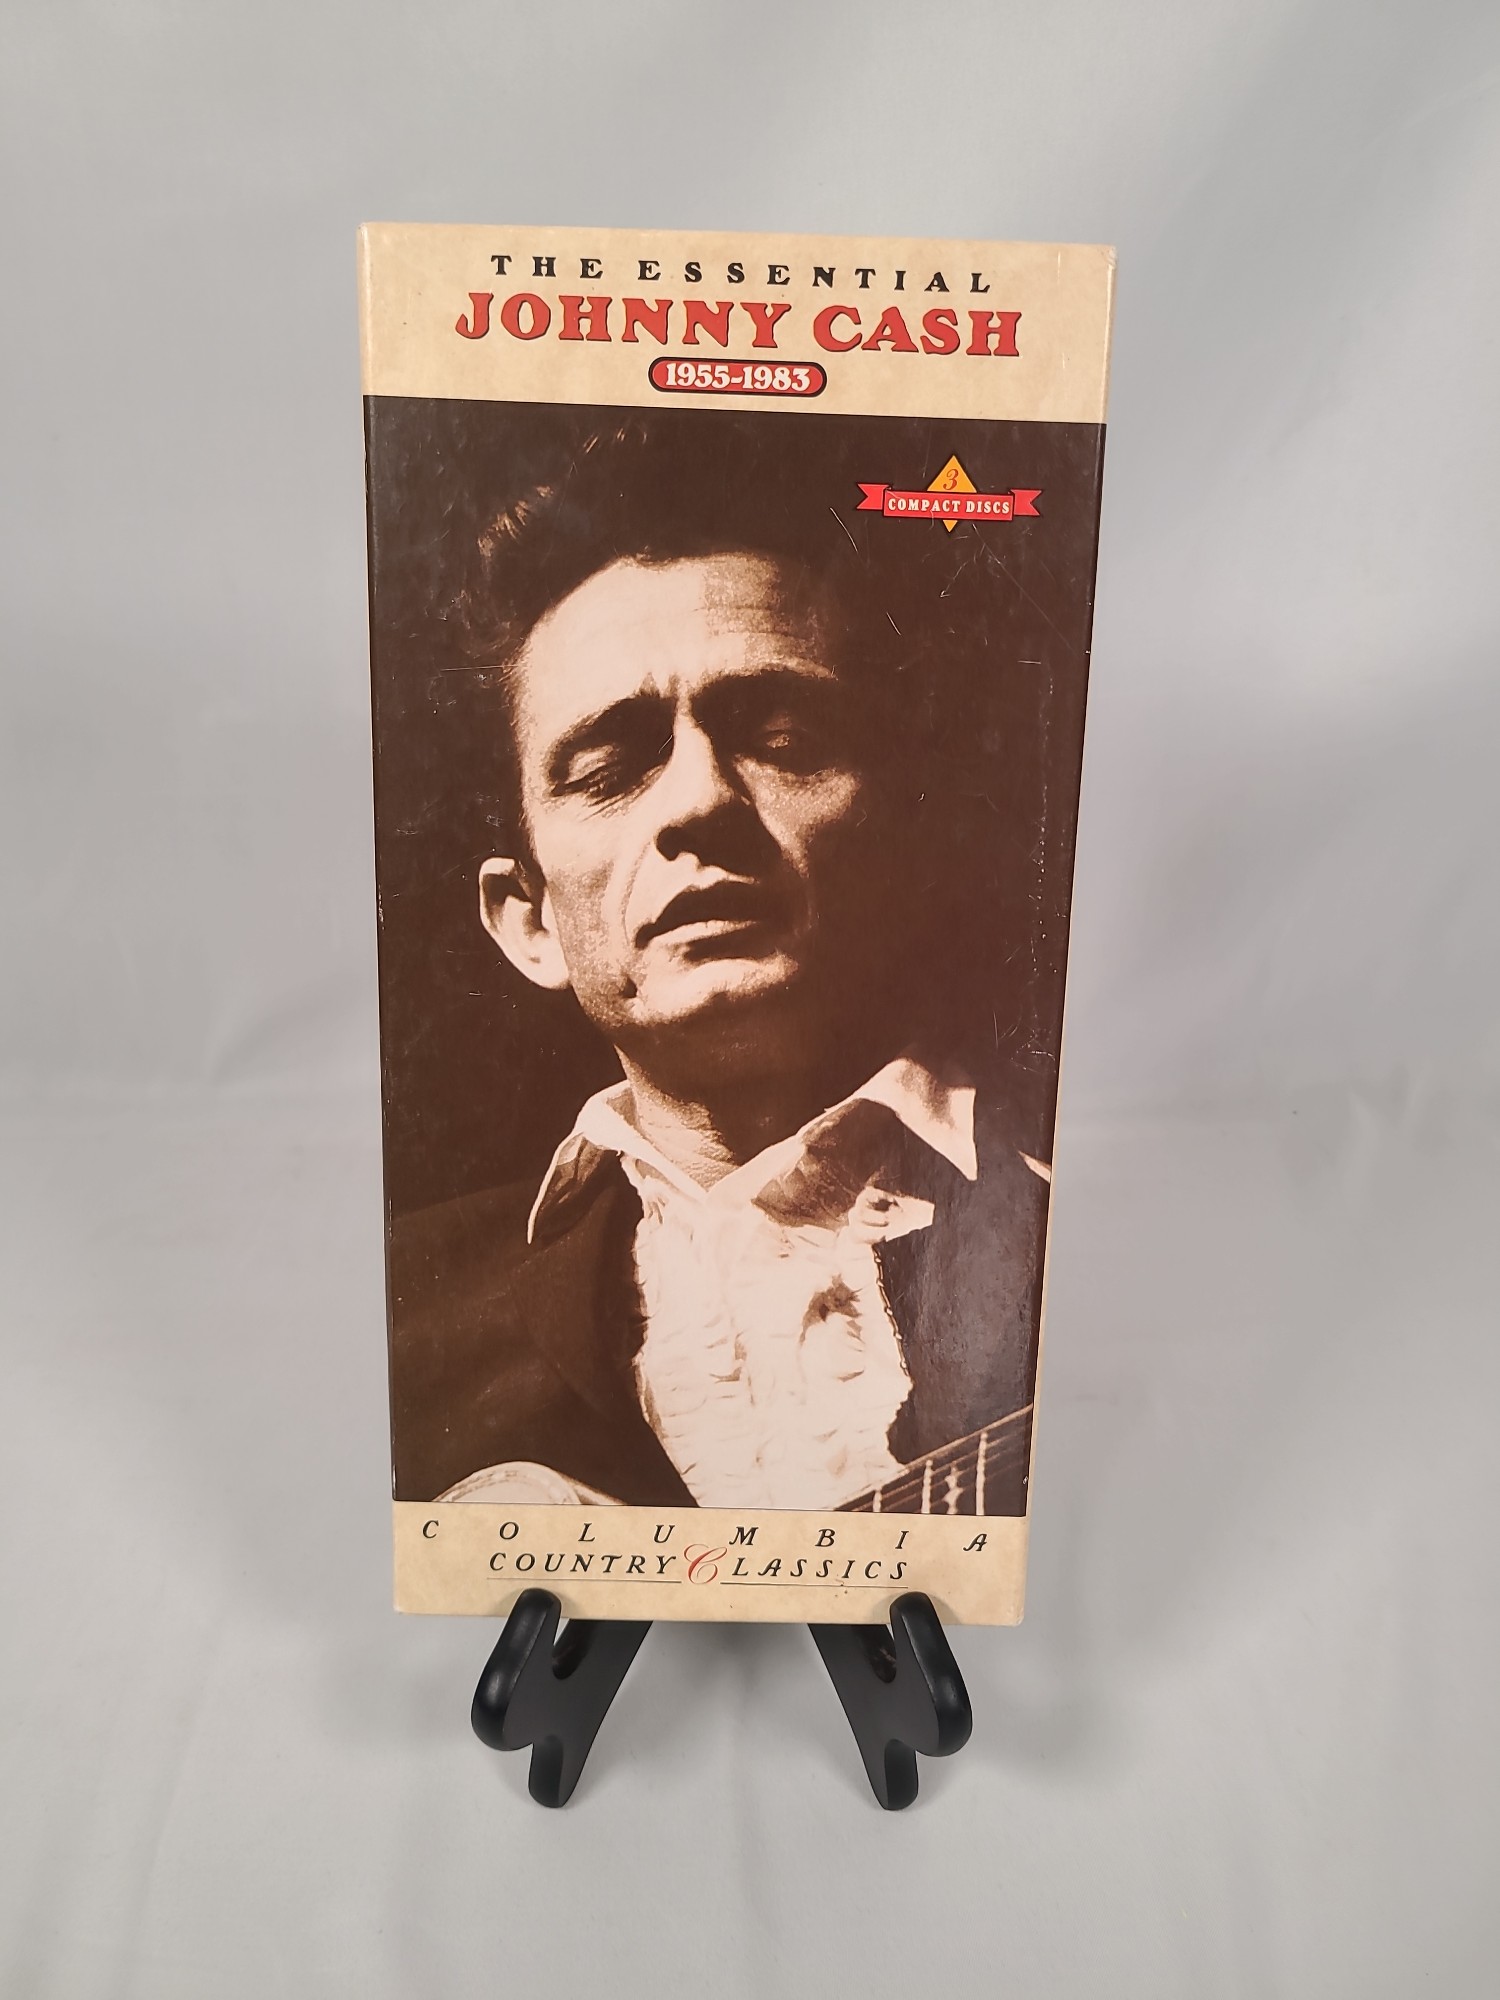 THE ESSENTIAL
JOHNNY CASH
1955-1983
3
COMPACT DISCS
COLUMBIA
COUNTRY CLASSICS